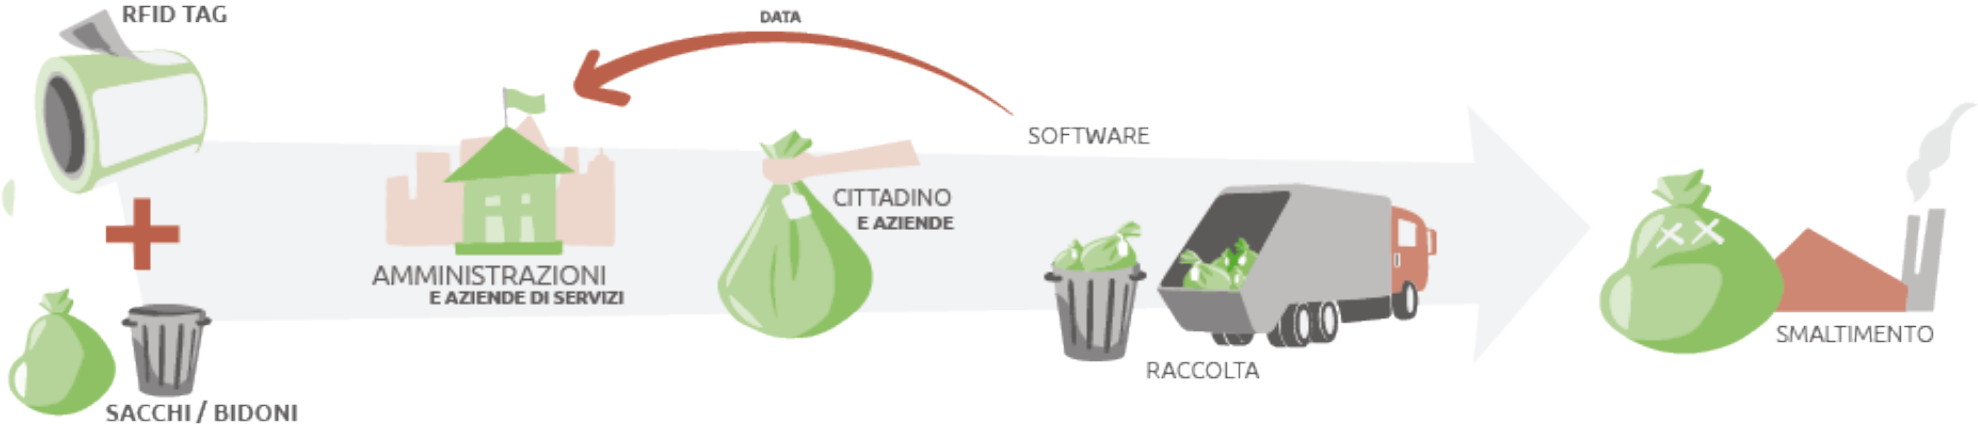 RFID TAG
SACCHI / BIDONI
AMMINISTRAZIONI
E AZIENDE DI SERVIZI
DATA
CITTADINO
E AZIENDE
SOFTWARE
RACCOLTA
SMALTIMENTO